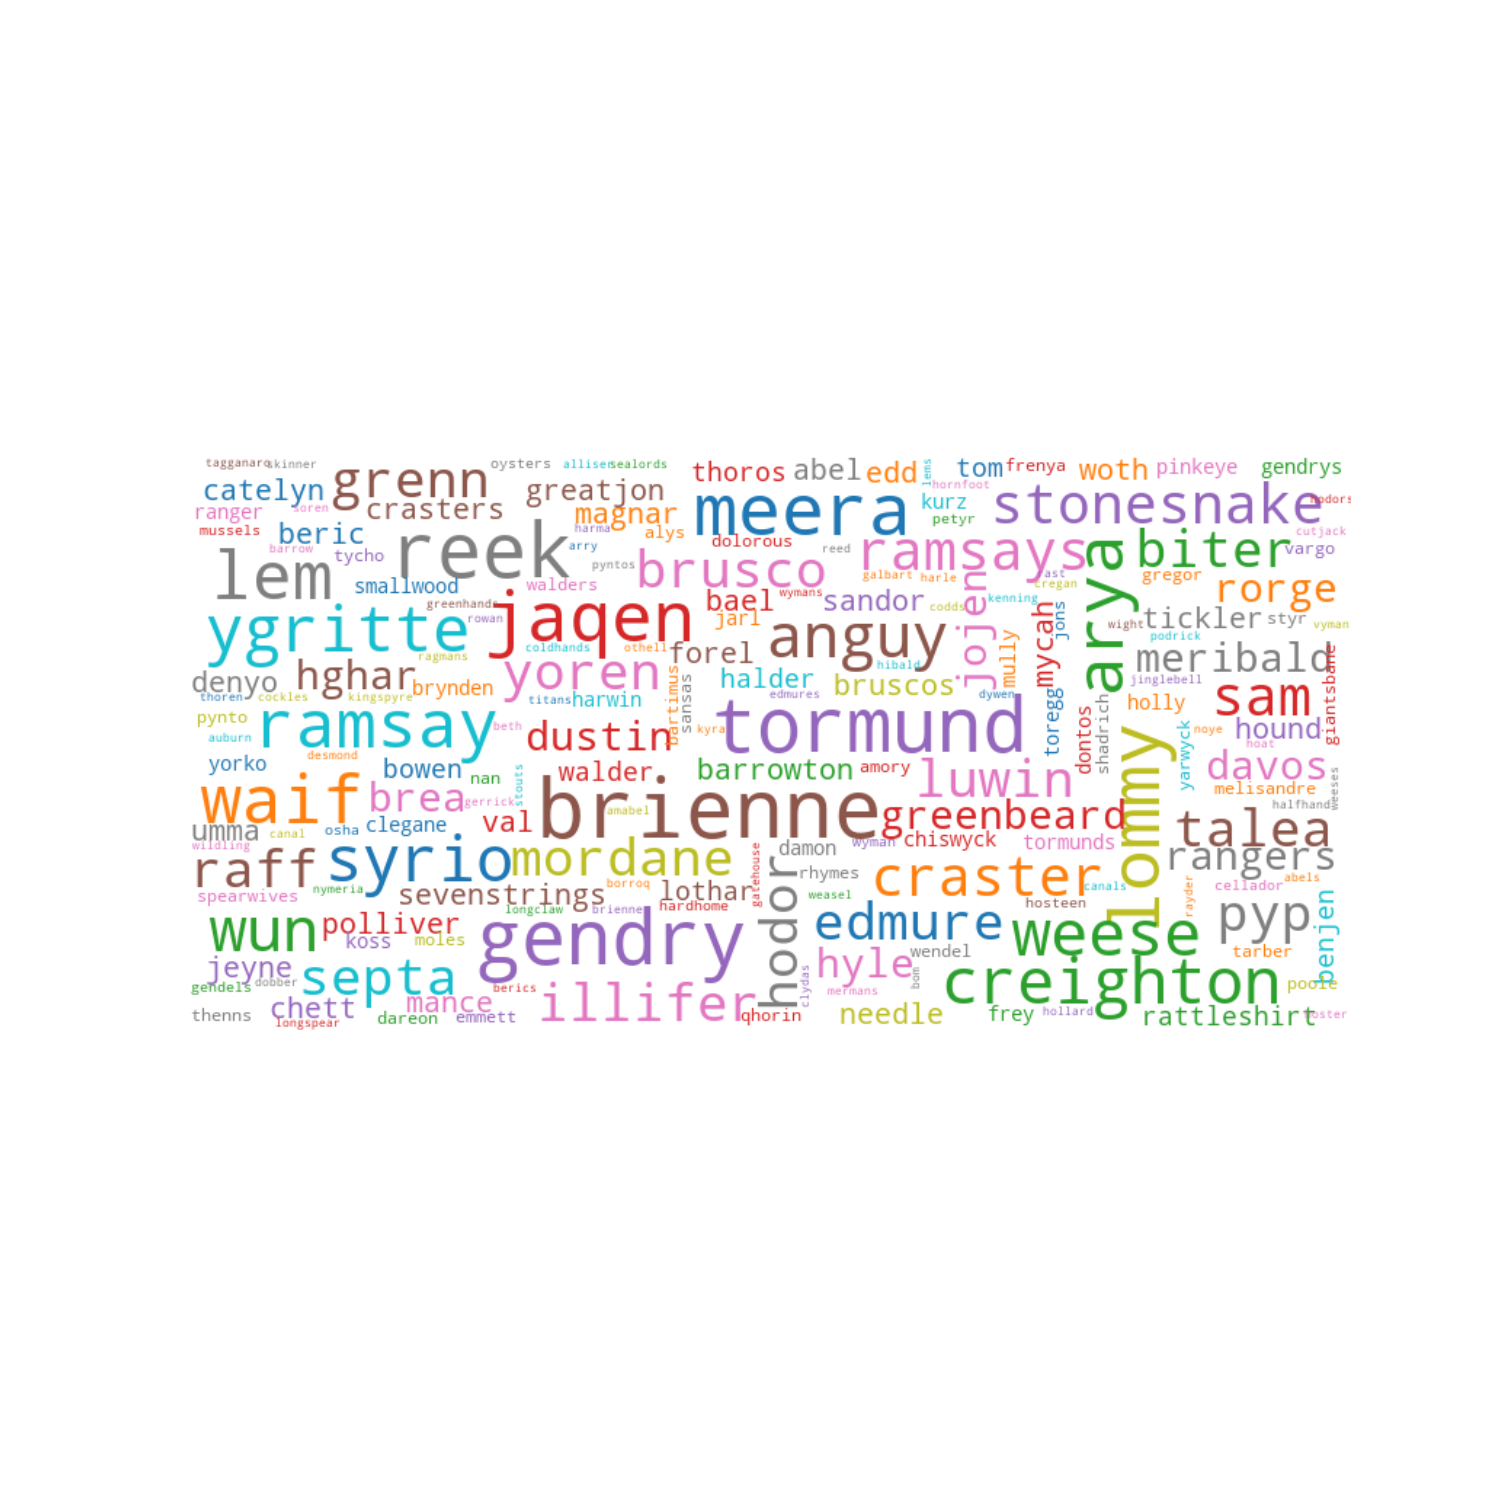 tagganaro
skinner
grenn
oysters
alliser
sealords
thoros
abel
edd
lems
tom
frenya
woth
pinkeye
gendrys
catelyn
greatjon
meera
hornfoot
stonesnake
hodors
ranger
soren
crasters
magnar
kurz
petyr
mussels
beric
reek
harma
alys
dolorous
cutjack
barrow
tycho
arry
reed
ramsays
biter
vargo
lem
pyntos
brusco
galbart
harle
cregan
arya
gregor
smallwood
walders
wymans
rorge
greenhands
jaqen
bael
sandor
codds
kenning
ygritte
rowan
jarl
anguy
jojen
mycah
jons
wight
tickler
styr
vyman
ragmans
coldhands
othell
forel
mully
podrick
meribald
hghar
yoren
hibald
giantsbane
denyo
brynden
halder
bruscos
jinglebell
thoren
cockles
kingspyre
titans
harwin
bartimus
sansas
edmures
dywen
toregg
shadrich
holly
sam
pynto
ramsay
beth
kyra
tormund
dontos
noye
hound
auburn
dustin
lommy
yarwyck
hoat
desmond
yorko
bowen
nan
stouts
walder
barrowton
amory
luwin
davos
weeses
waif
brea
gerrick
brienne
melisandre
amabel
greenbeard
halfhand
umma
canal
osha
clegane
val
talea
wildling
syrio
mordane
gatehouse
damon
wyman
chiswyck
tormunds
rangers
raff
rhymes
craster
canals
cellador
abels
spearwives
nymeria
sevenstrings
borroq
lothar
hodor
weasel
hosteen
rayder
benjen
wun
polliver
longclaw
hardhome
edmure
weese
pyp
koss
moles
gendry
wendel
tarber
jeyne
septa
hyle
bom
creighton
poole
gendels
dobber
berics
clydas
mermans
thenns
chett
mance
illifer
longspear
dareon
emmett
qhorin
needle
frey
hollard
rattleshirt